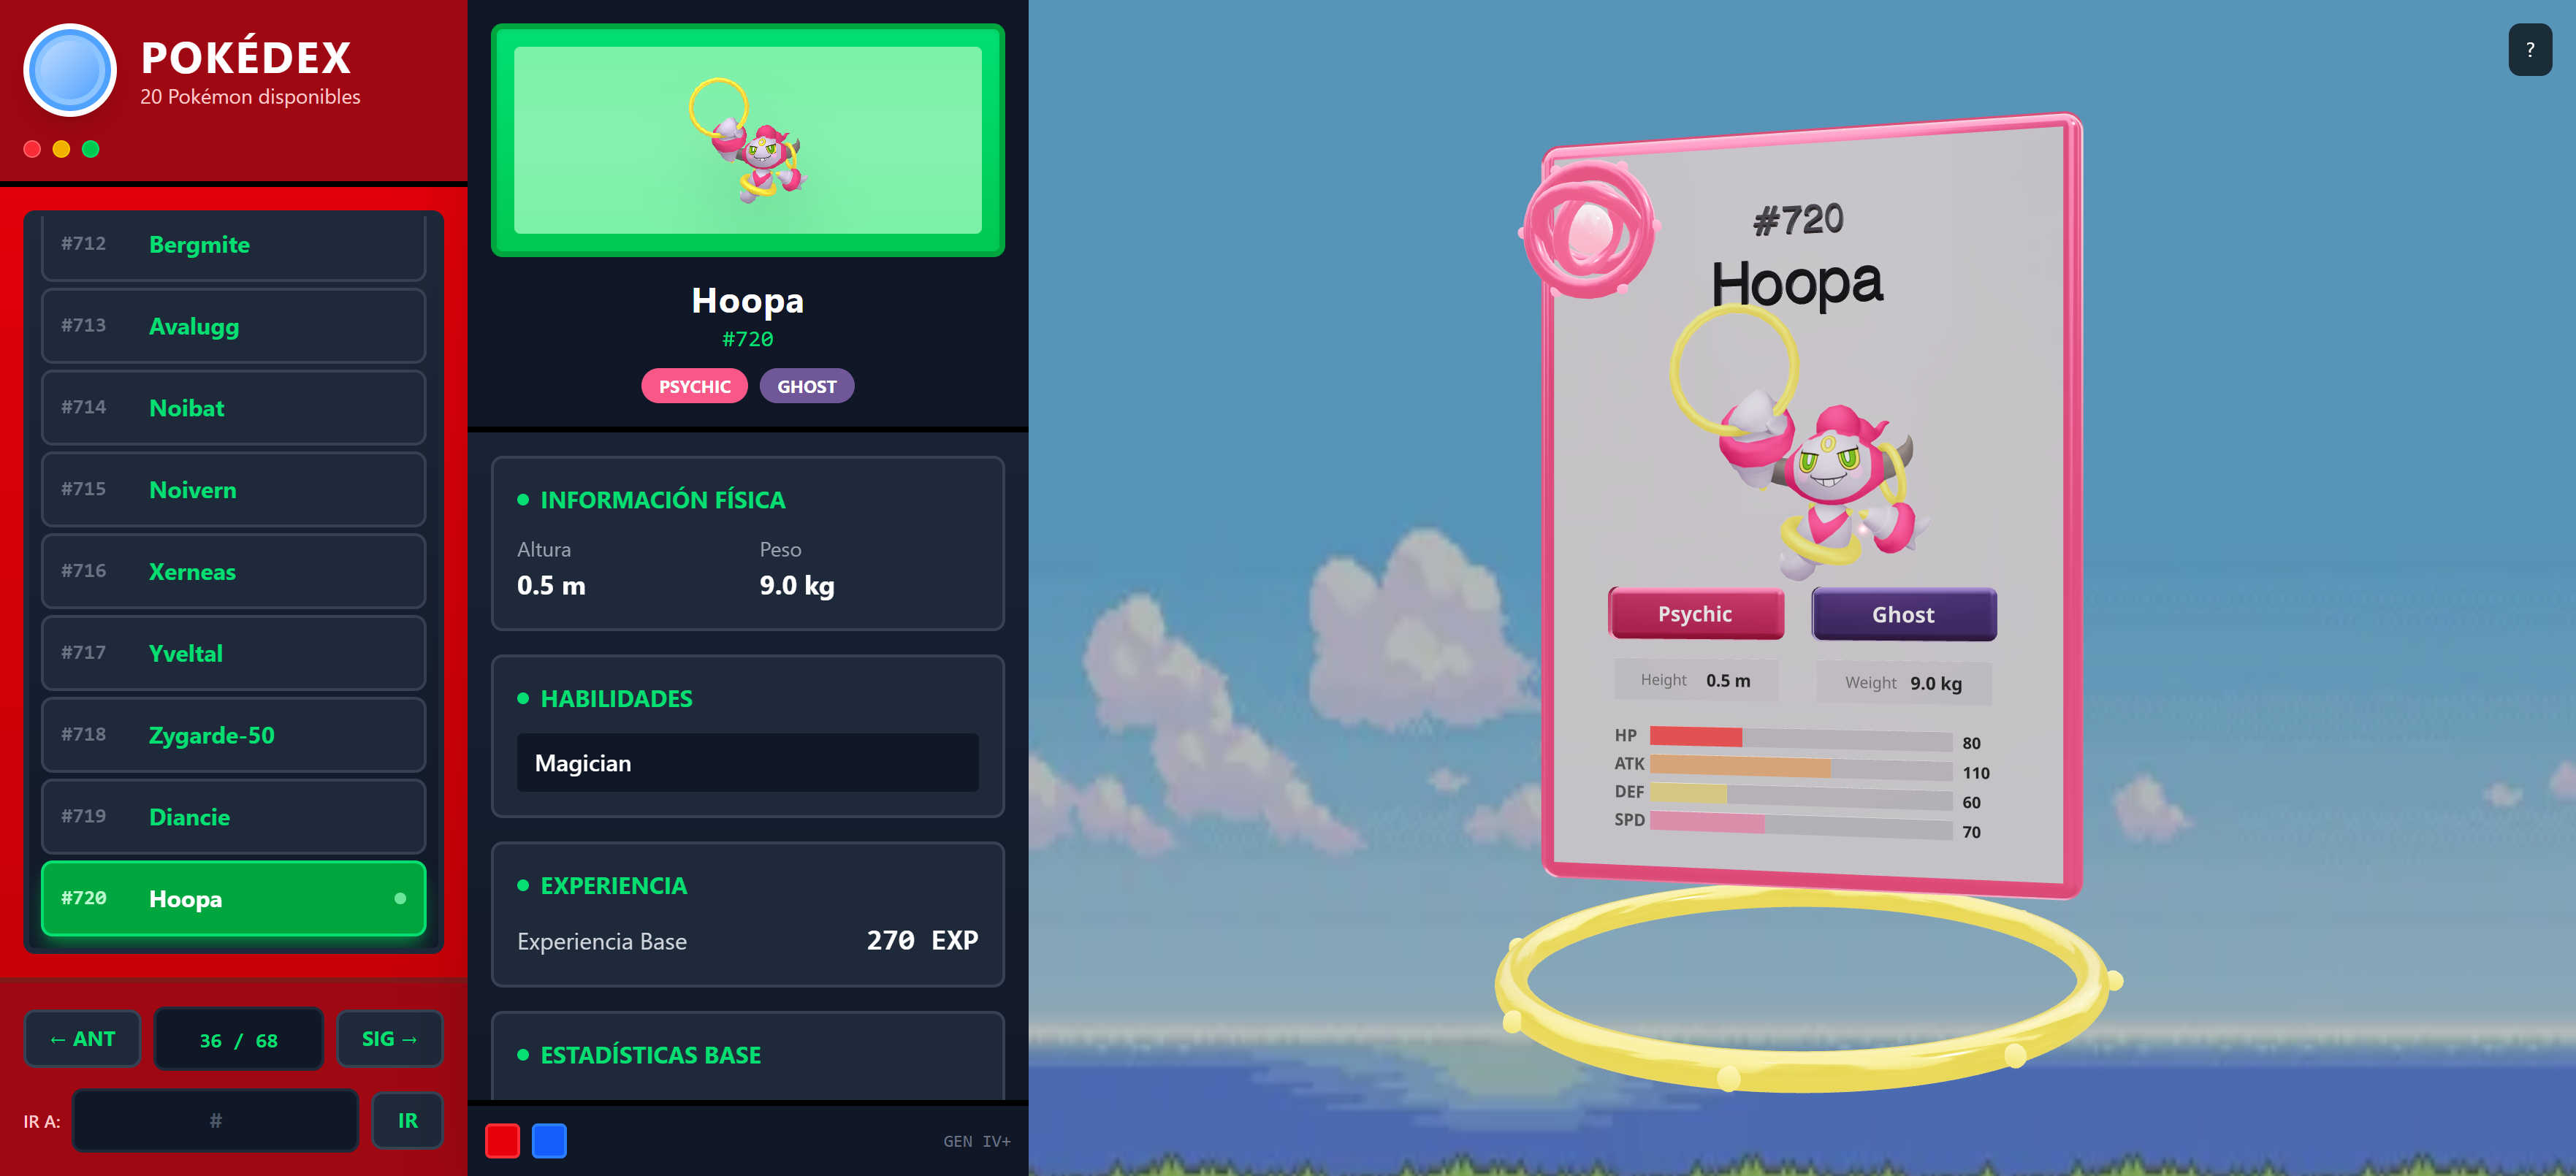 POKÉDEX
20 Pokémon disponibles
#712 Bergmite
#713 Avalugg
#714 Noibat
#715 Noivern
#716 Xerneas
#717 Yveltal
#718 Zygarde-50
#719 Diancie
#720 Hoopa
← ANT 36 / 68 SIG →
IR A: # IR
Hoopa
#720
PSYCHIC GHOST
INFORMACIÓN FÍSICA
Altura Peso
0.5 m 9.0 kg
HABILIDADES
Magician
EXPERIENCIA
Experiencia Base 270 EXP
ESTADÍSTICAS BASE
GEN IV+
?
#720
Hoopa
Psychic Ghost
Height 0.5 m Weight 9.0 kg
HP 80
ATK 110
DEF 60
SPD 70